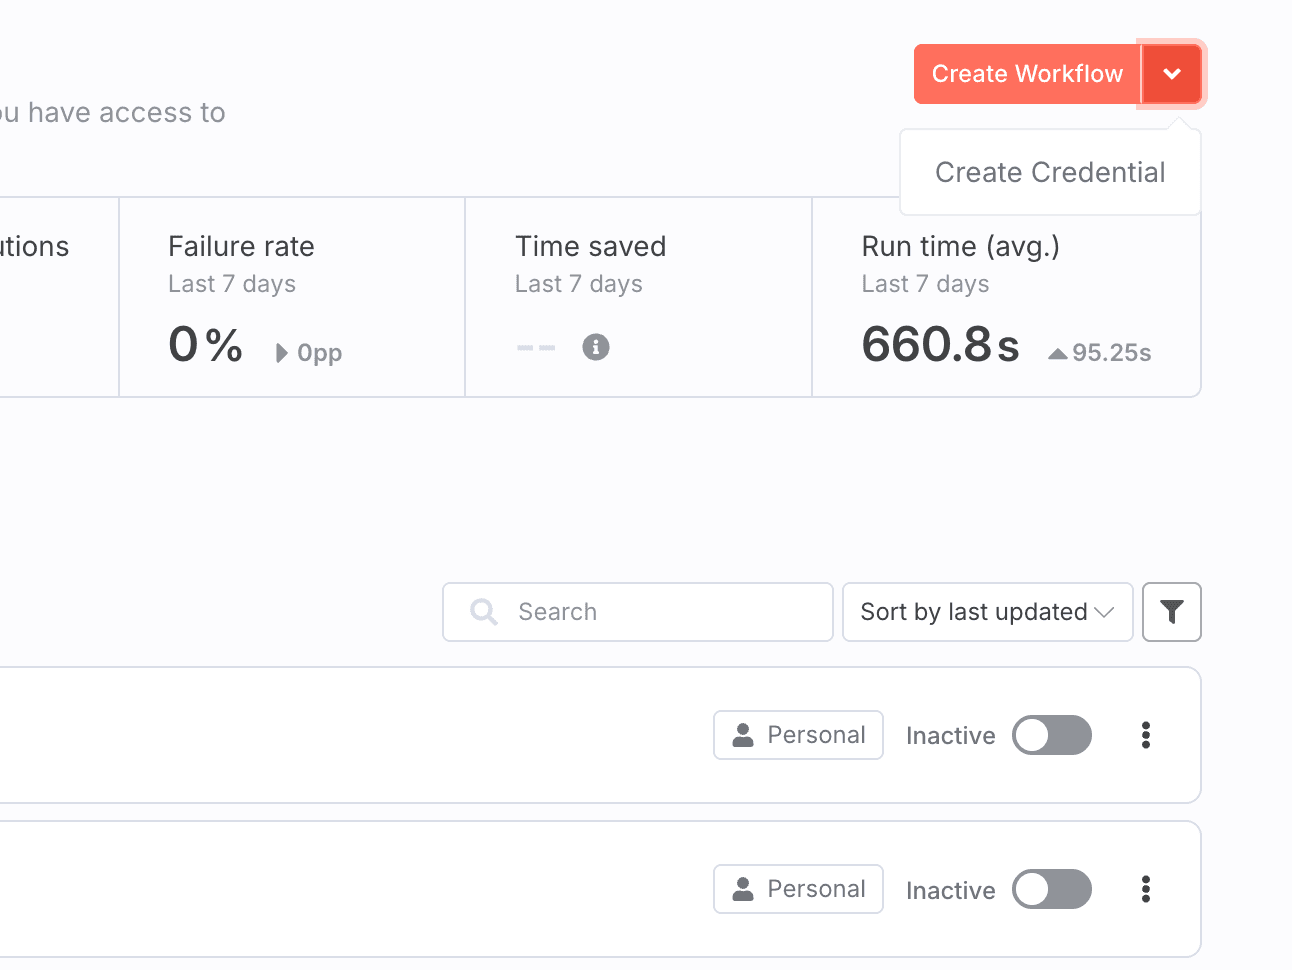 Create Workflow
ou have access to
Create Credential
utions
Failure rate
Last 7 days
0%
0pp
Time saved
Last 7 days
--
Run time (avg.)
Last 7 days
660.8s
95.25s
Search
Sort by last updated
Personal
Inactive
Personal
Inactive